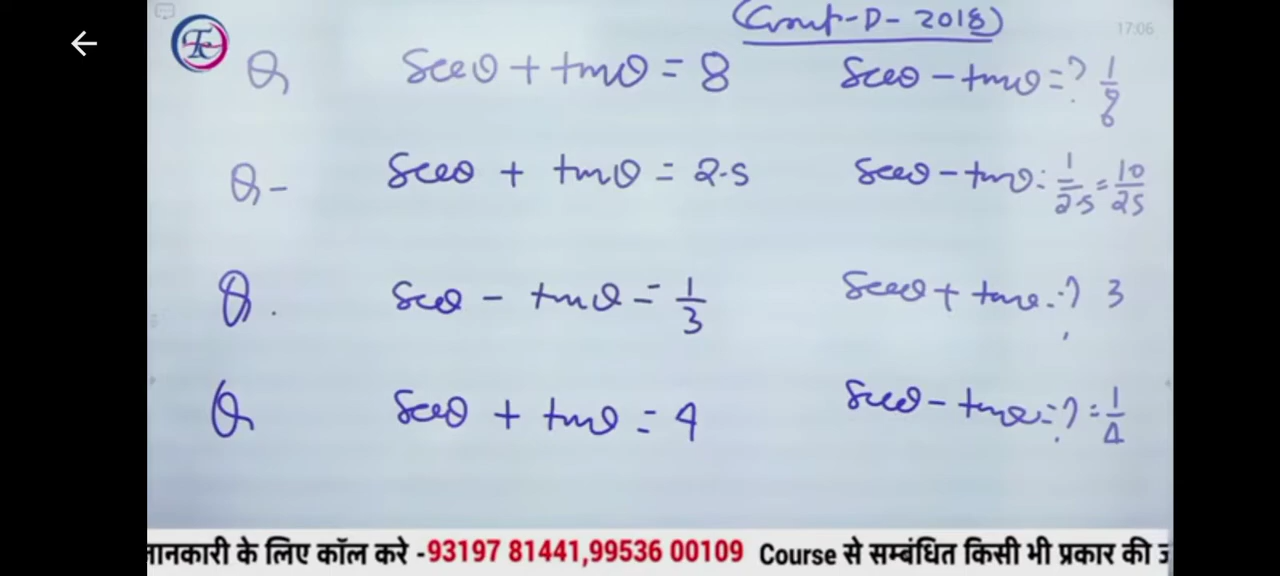 (Group-D-2018)
17:06
Q secθ + tanθ = 8 secθ - tanθ = ? 1/8
Q- secθ + tanθ = 2.5 secθ - tanθ = 1/2.5 = 10/25
Q. secθ - tanθ = 1/3 secθ + tanθ = ? 3
Q secθ + tanθ = 4 secθ - tanθ = ? = 1/4
जानकारी के लिए कॉल करे -93197 81441,99536 00109 Course से सम्बंधित किसी भी प्रकार की